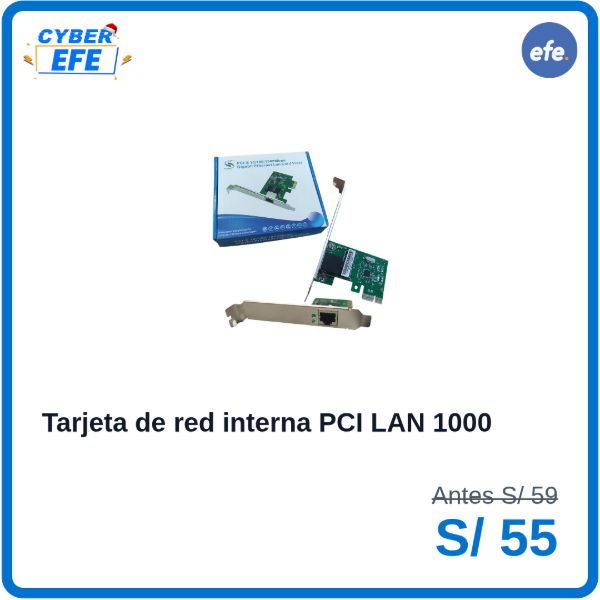 CYBER
EFE
efe.
Tarjeta de red interna PCI LAN 1000
Antes S/ 59
S/ 55